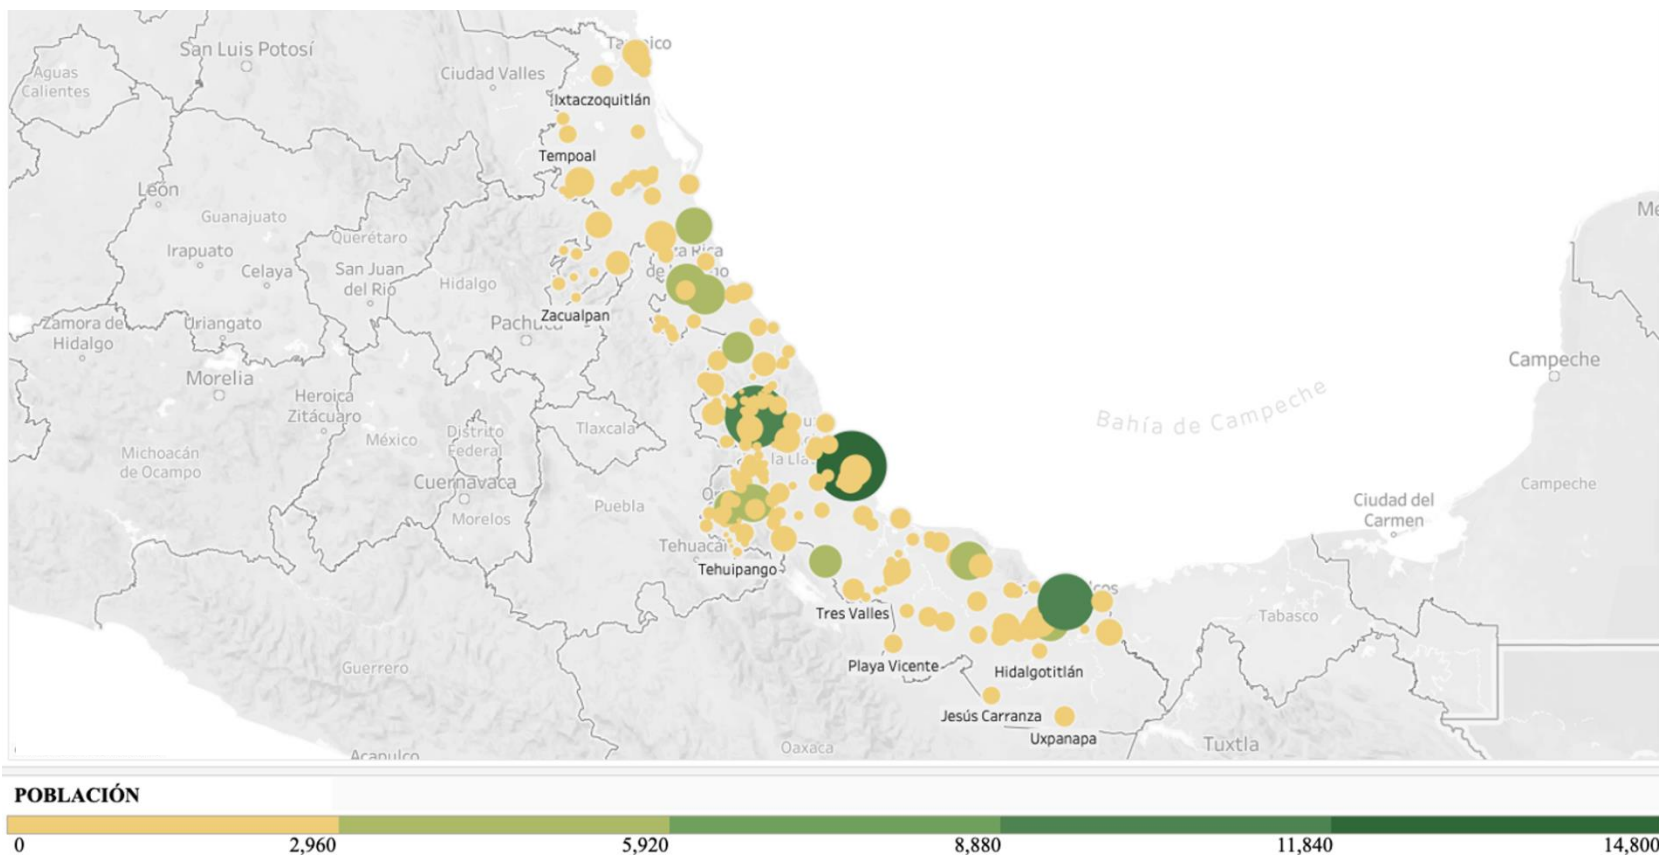 San Luis Potosí
Aguas
Calientes
Ciudad Valles
Ixtaczoquitlán
Tempoal
León
Guanajuato
Irapuato
Querétaro
Celaya
San Juan
del Rió
Hidalgo
Zacualpan
Zamora de
Hidalgo
Uriangato
Pachuca
Morelia
Heroica
Zitácuaro
México
Distrito
Federal
Tlaxcala
Michoacán
de Ocampo
Cuernavaca
Morelos
Puebla
Tehuacán
Tehuipango
Tres Valles
Playa Vicente
Hidalgotitlán
Jesús Carranza
Uxpanapa
Guerrero
Acapulco
Oaxaca
Tuxtla
Tabasco
Bahía de Campeche
Campeche
Ciudad del
Carmen
Campeche
POBLACIÓN
0 2,960 5,920 8,880 11,840 14,800